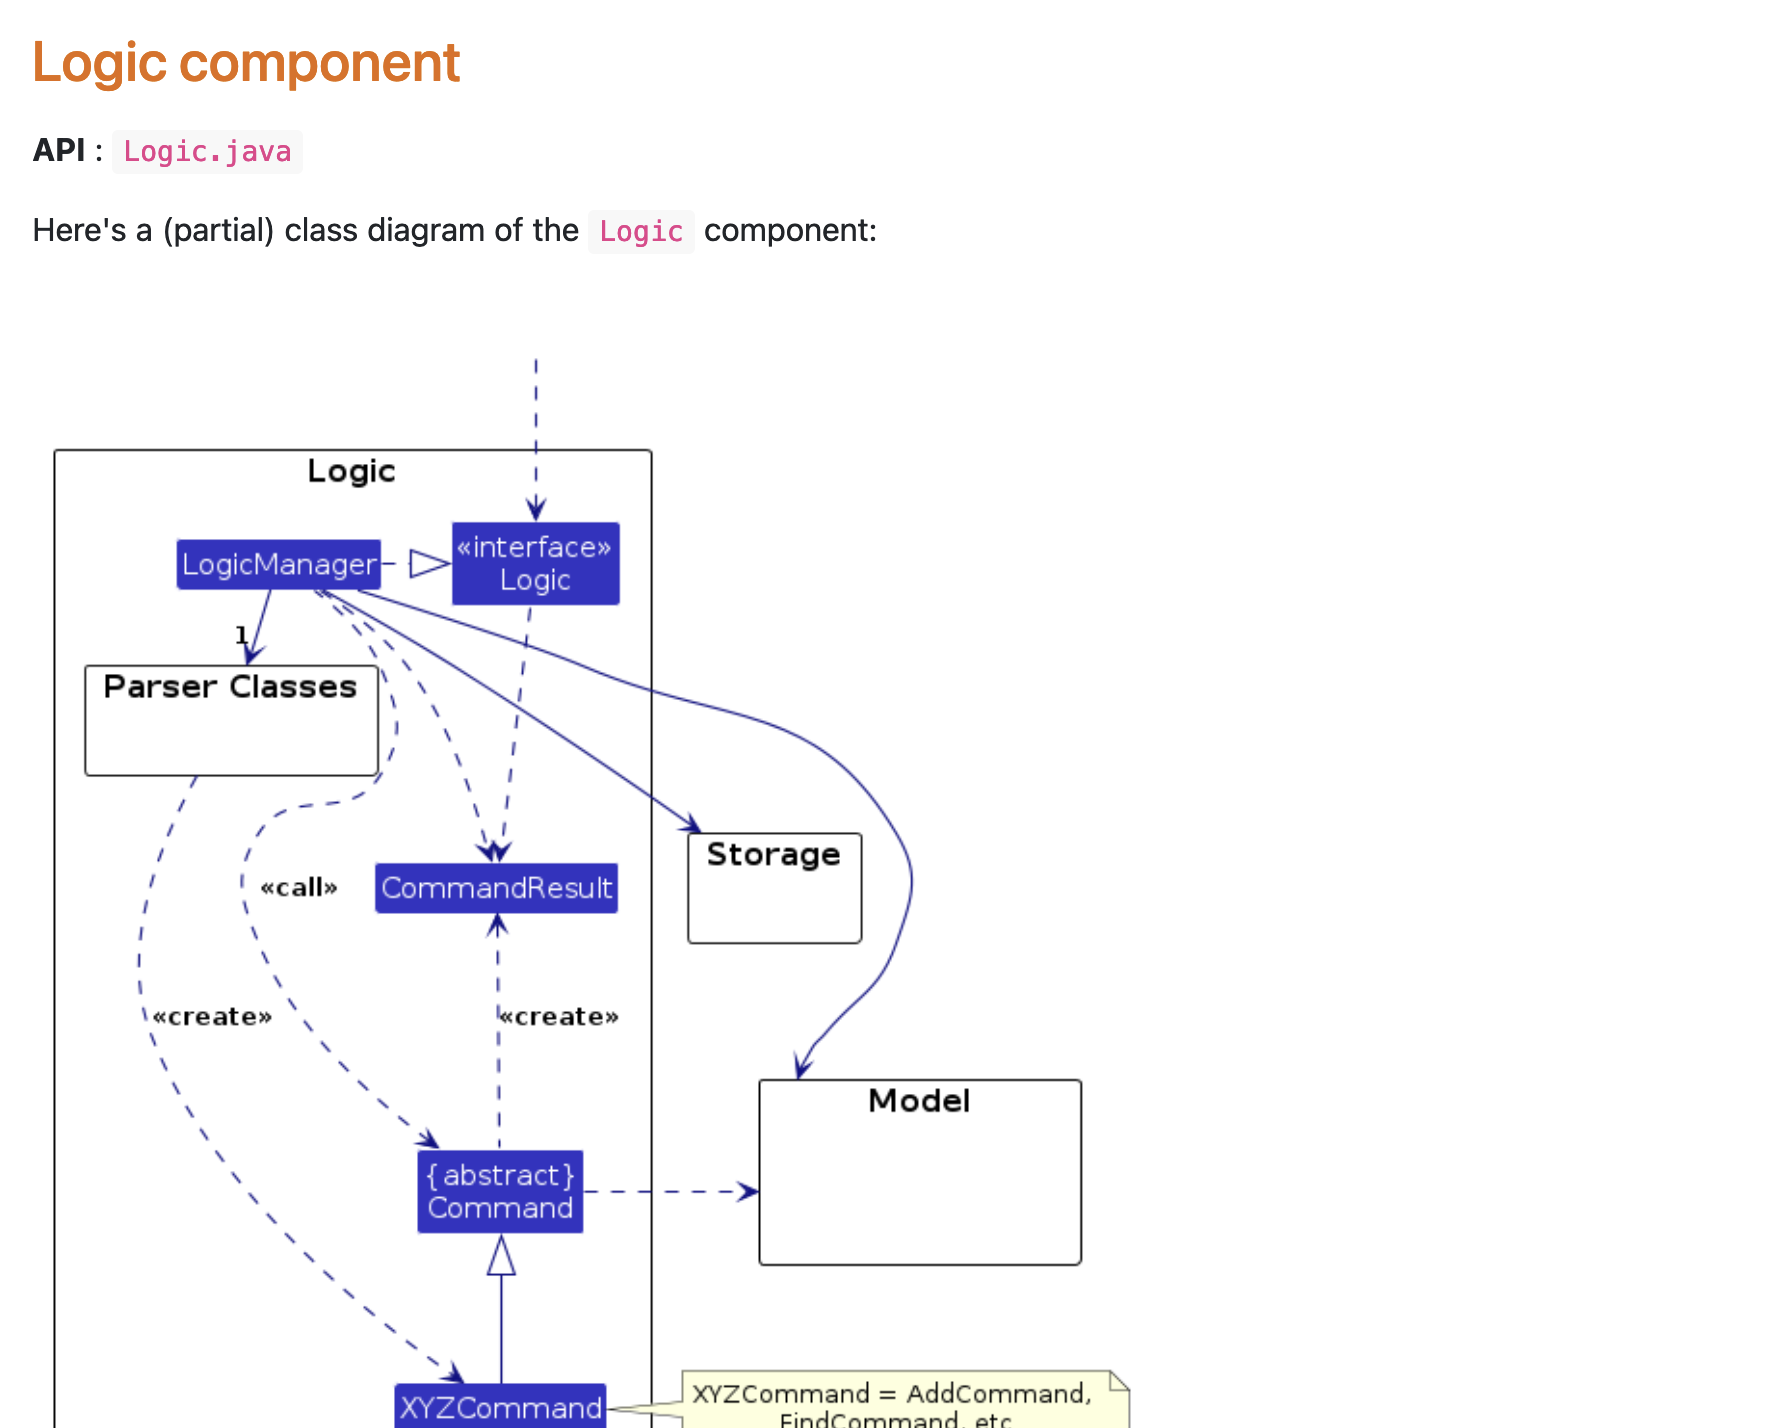 Logic component
API : Logic.java
Here's a (partial) class diagram of the Logic component:
Logic
LogicManager
«interface»
Logic
1
Parser Classes
Storage
«call»
CommandResult
«create»
«create»
Model
{abstract}
Command
XYZCommand
XYZCommand = AddCommand,
FindCommand, etc